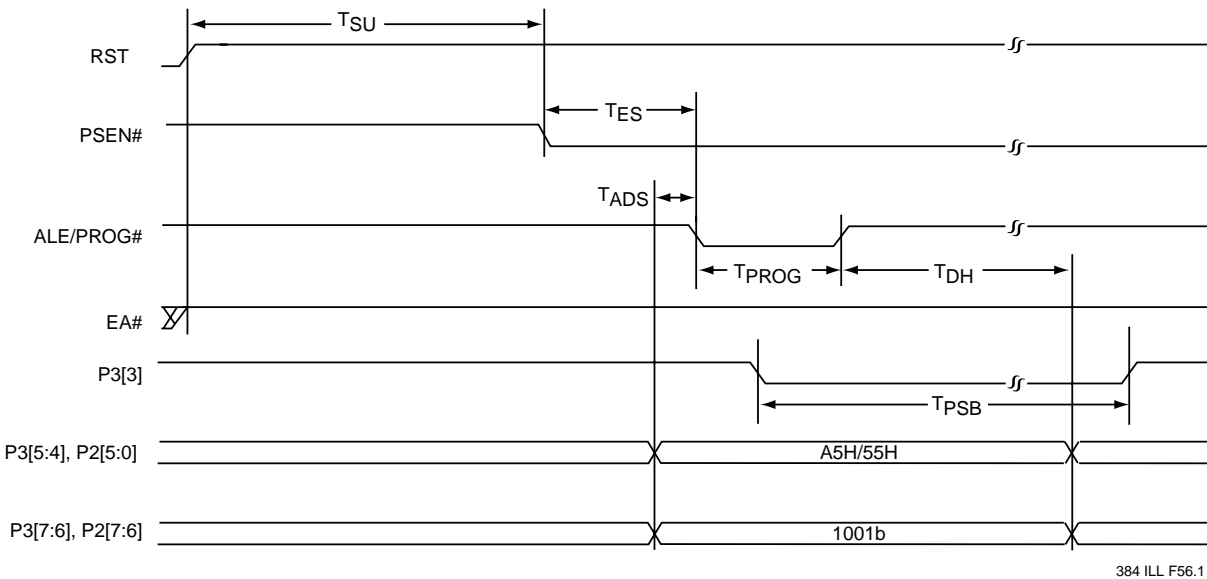 TSU
RST
TES
PSEN#
TADS
ALE/PROG#
TPROG
TDH
EA#
P3[3]
TPSB
P3[5:4], P2[5:0]
A5H/55H
P3[7:6], P2[7:6]
1001b
384 ILL F56.1